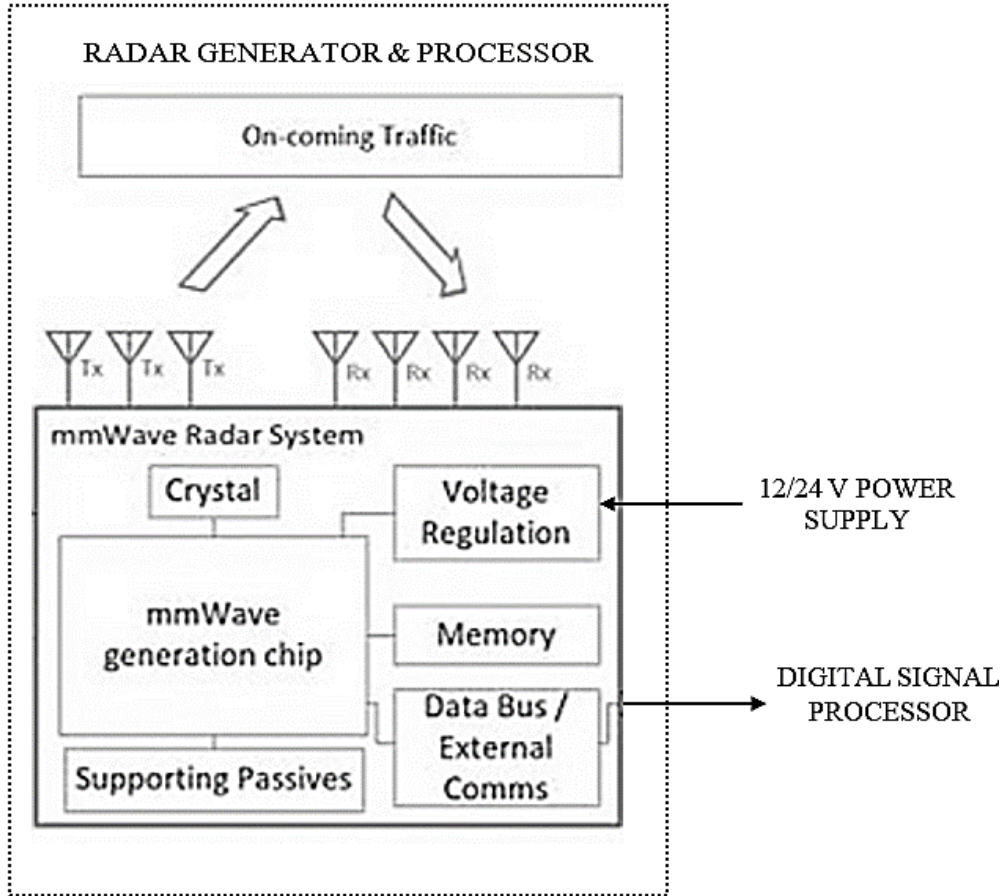 RADAR GENERATOR & PROCESSOR
On-coming Traffic
Tx Tx Tx Rx Rx Rx Rx
mmWave Radar System
Crystal
Voltage
Regulation
12/24 V POWER
SUPPLY
mmWave
generation chip
Memory
Data Bus /
External
Comms
DIGITAL SIGNAL
PROCESSOR
Supporting Passives